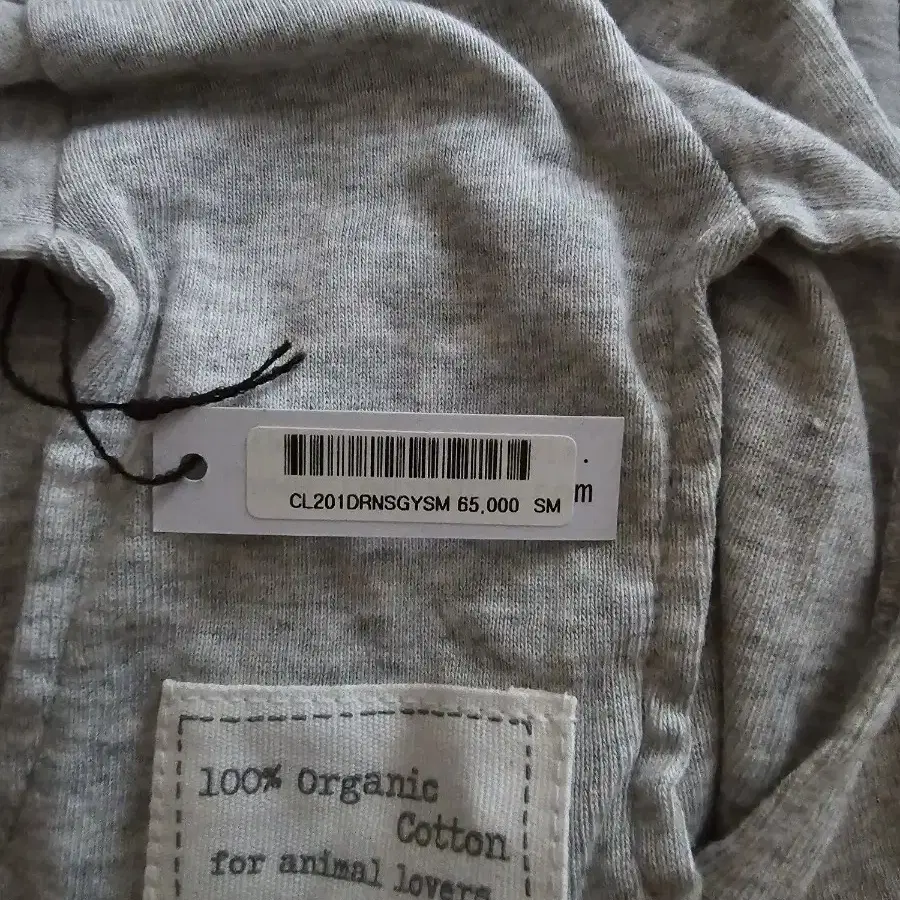 CL201DRNSGYSM 65,000 SM
m
100% Organic
Cotton
for animal lovers